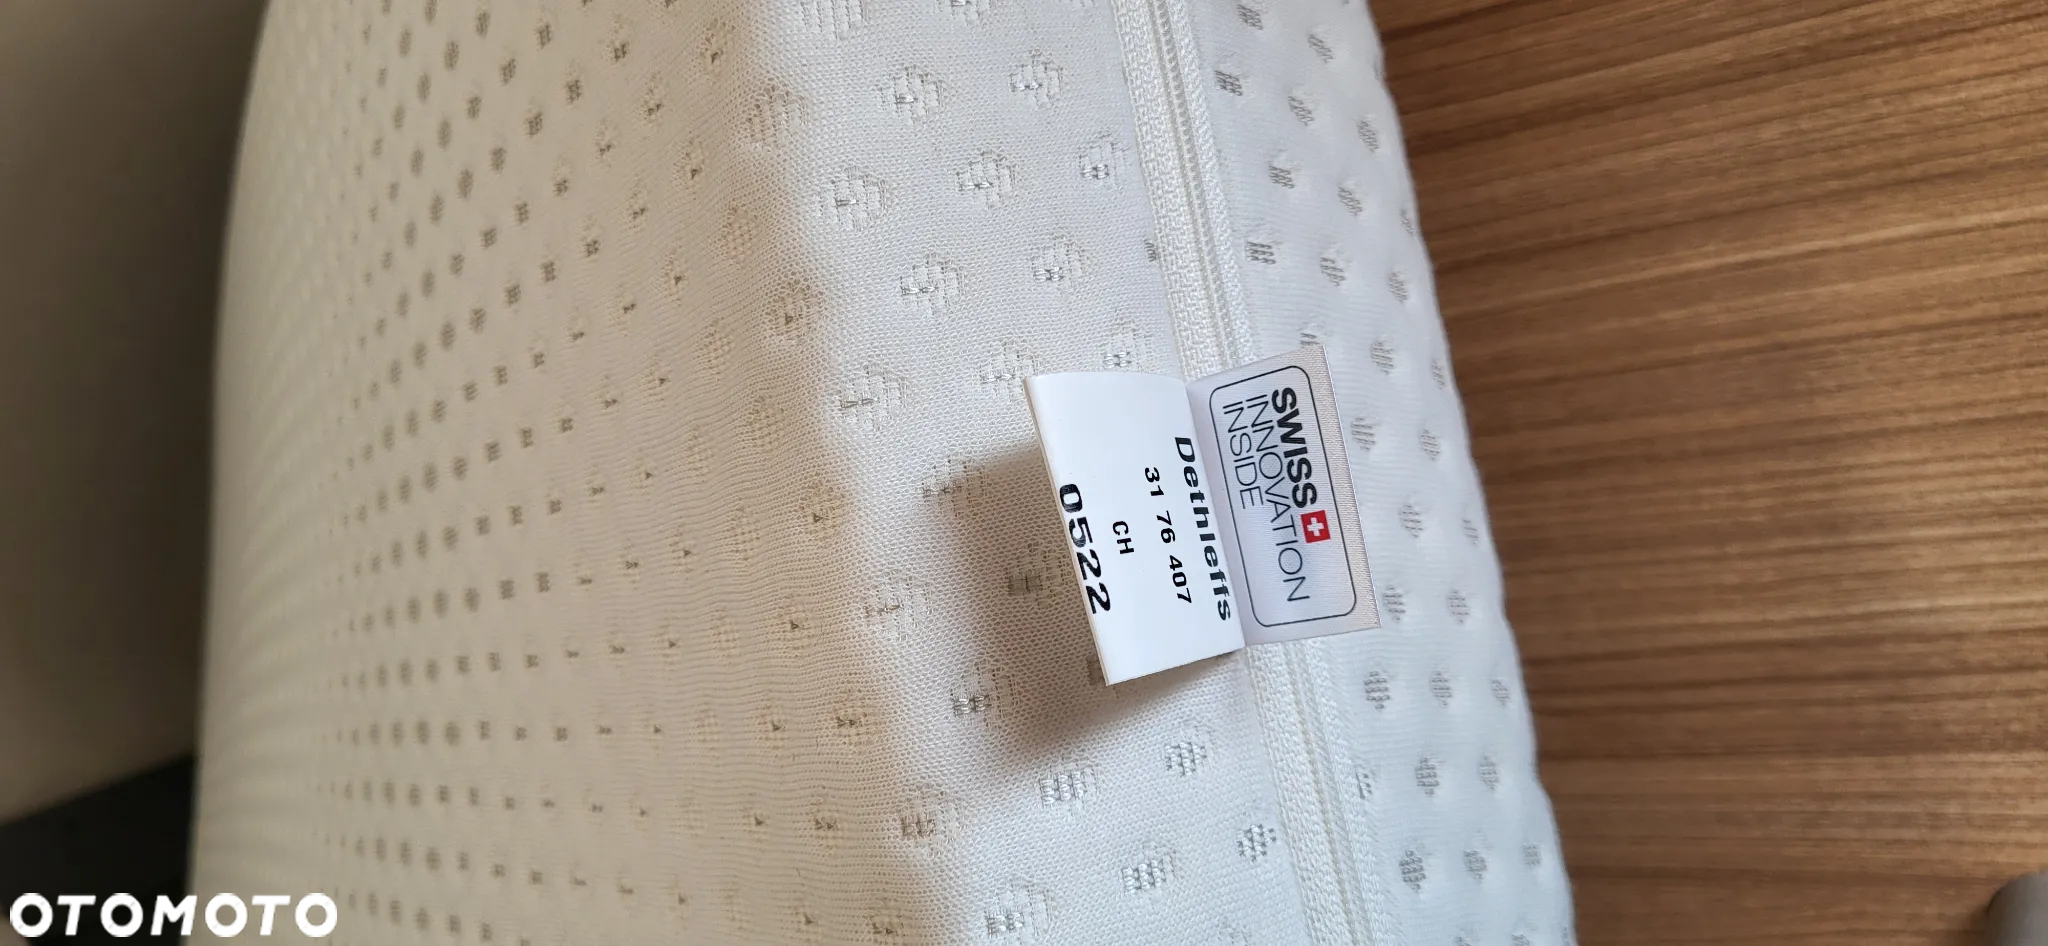 SWISS
INNOVATION
INSIDE
Dethleffs
31 76 407
CH
0522
OTOMOTO